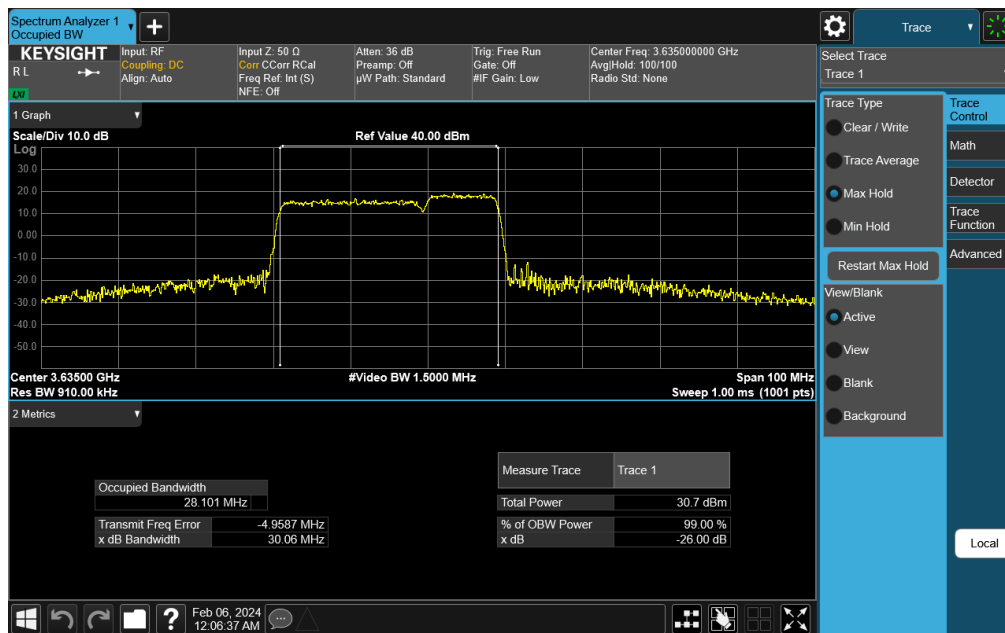 Spectrum Analyzer 1
Occupied BW
Trace
KEYSIGHT
R L
LXI
Input: RF
Coupling: DC
Align: Auto
Input Z: 50 Ω
Corr CCorr RCal
Freq Ref: Int (S)
NFE: Off
Atten: 36 dB
Preamp: Off
µW Path: Standard
Trig: Free Run
Gate: Off
#IF Gain: Low
Center Freq: 3.635000000 GHz
Avg|Hold: 100/100
Radio Std: None
Select Trace
Trace 1
1 Graph
Scale/Div 10.0 dB
Ref Value 40.00 dBm
Log
30.0
20.0
10.0
0.00
-10.0
-20.0
-30.0
-40.0
-50.0
Center 3.63500 GHz
#Video BW 1.5000 MHz
Span 100 MHz
Res BW 910.00 kHz
Sweep 1.00 ms (1001 pts)
Trace Type
Clear / Write
Trace Average
Max Hold
Min Hold
Restart Max Hold
View/Blank
Active
View
Blank
Background
Trace
Control
Math
Detector
Trace
Function
Advanced
Local
2 Metrics
Occupied Bandwidth
28.101 MHz
Transmit Freq Error -4.9587 MHz
x dB Bandwidth 30.06 MHz
Measure Trace Trace 1
Total Power 30.7 dBm
% of OBW Power 99.00 %
x dB -26.00 dB
?
Feb 06, 2024
12:06:37 AM